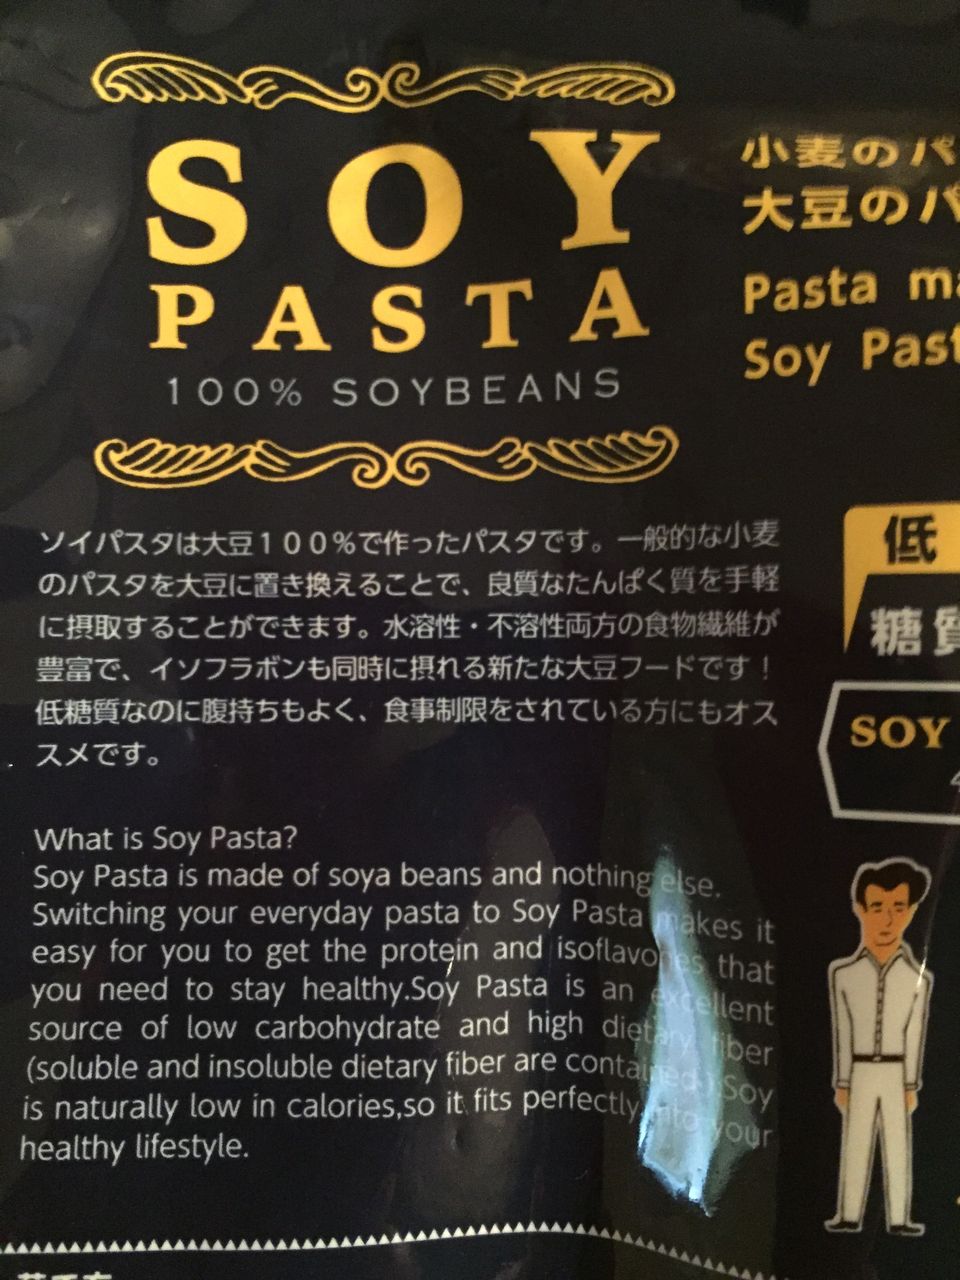 SOY
PASTA
100% SOYBEANS
小麦のパ
大豆のパ
Pasta ma
Soy Past
ソイパスタは大豆１００%で作ったパスタです。一般的な小麦
のパスタを大豆に置き換えることで、良質なたんぱく質を手軽
に摂取することができます。水溶性・不溶性両方の食物繊維が
豊富で、イソフラボンも同時に摂れる新たな大豆フードです！
低糖質なのに腹持ちもよく、食事制限をされている方にもオス
スメです。
低
糖質
SOY
What is Soy Pasta?
Soy Pasta is made of soya beans and nothing else.
Switching your everyday pasta to Soy Pasta makes it
easy for you to get the protein and isoflavones that
you need to stay healthy.Soy Pasta is an excellent
source of low carbohydrate and high dietary fiber
(soluble and insoluble dietary fiber are contained.).Soy
is naturally low in calories,so it fits perfectly into your
healthy lifestyle.